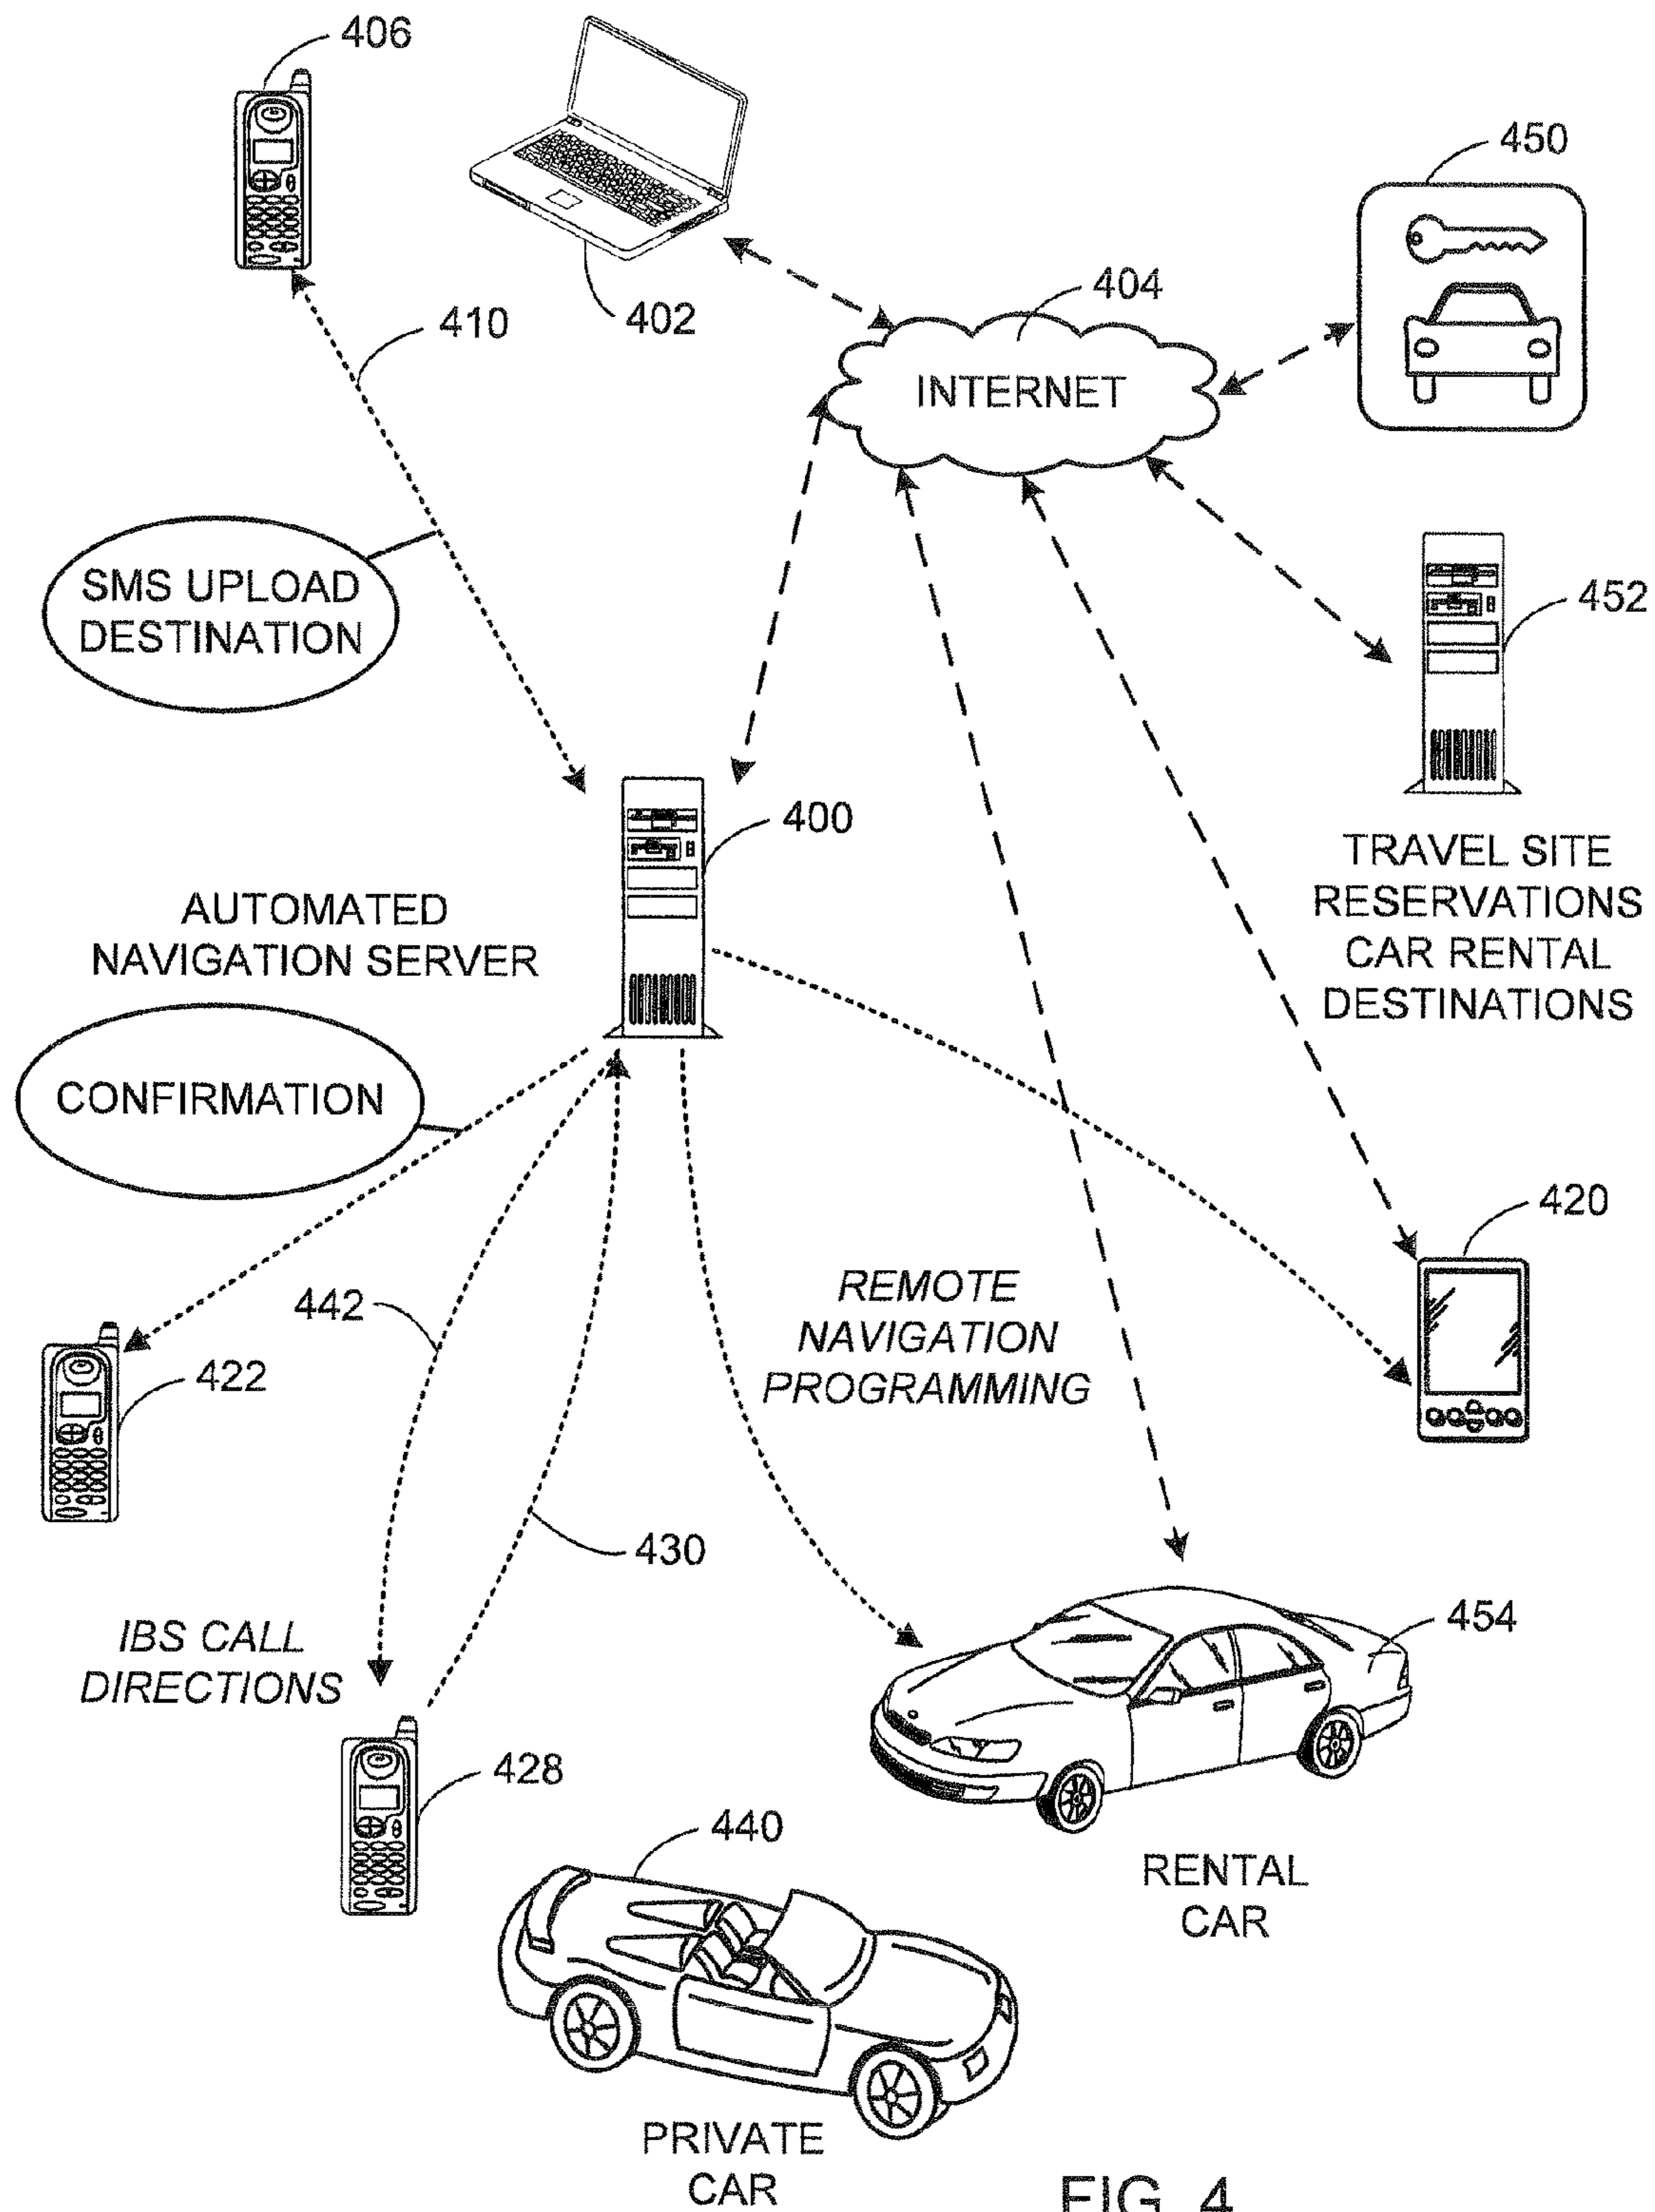 406
450
404
402
410
INTERNET
SMS UPLOAD
DESTINATION
452
400
TRAVEL SITE
RESERVATIONS
CAR RENTAL
DESTINATIONS
AUTOMATED
NAVIGATION SERVER
CONFIRMATION
420
442
REMOTE
NAVIGATION
PROGRAMMING
422
430
IBS CALL
DIRECTIONS
454
428
440
RENTAL
CAR
PRIVATE
CAR
FIG. 4